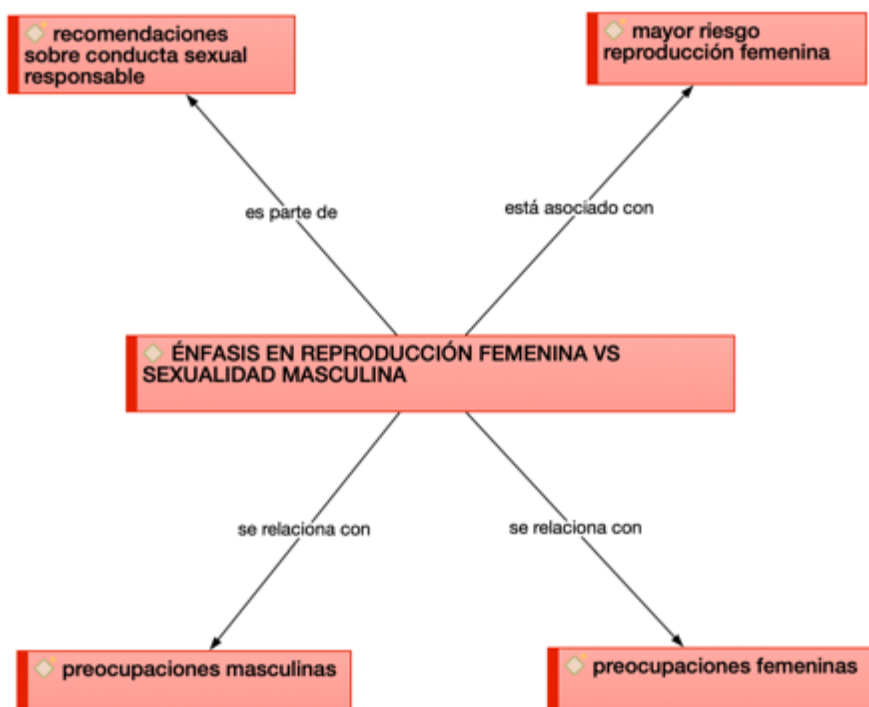 recomendaciones
sobre conducta sexual
responsable
mayor riesgo
reproducción femenina
es parte de
está asociado con
ÉNFASIS EN REPRODUCCIÓN FEMENINA VS
SEXUALIDAD MASCULINA
se relaciona con
se relaciona con
preocupaciones masculinas
preocupaciones femeninas